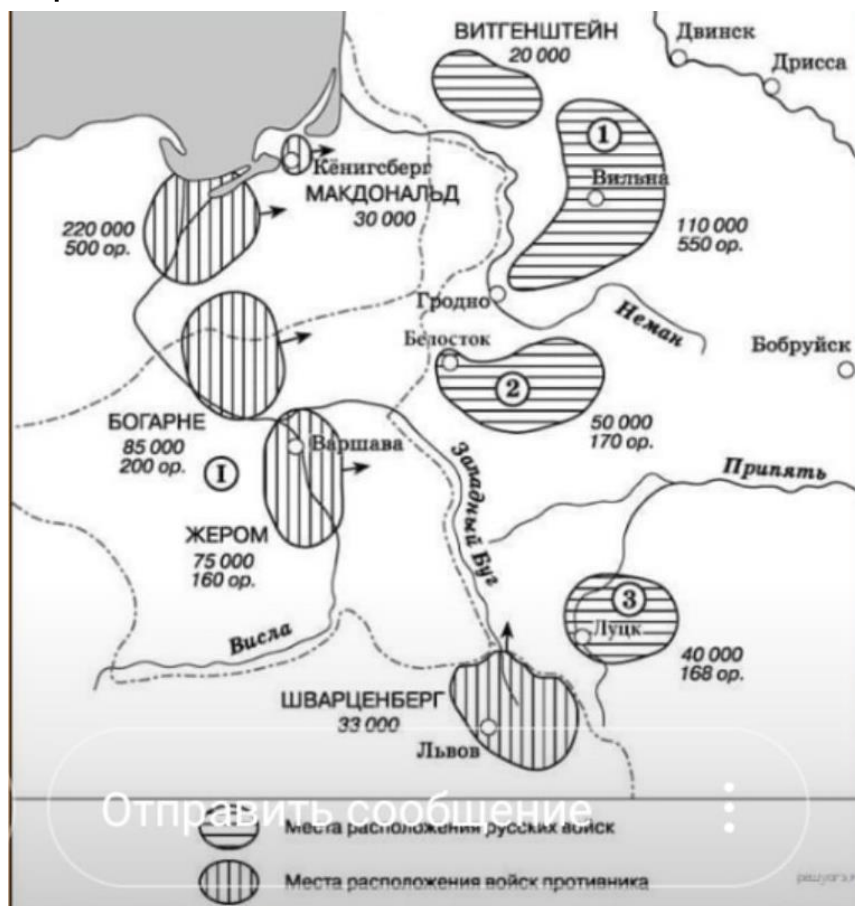 ВИТГЕНШТЕЙН
20 000
Двинск
Дрисса
1
Кёнигсберг
Вильна
МАКДОНАЛЬД
30 000
220 000
500 ор.
110 000
550 ор.
Гродно
Неман
Белосток
Бобруйск
2
БОГАРНЕ
85 000
200 ор.
50 000
170 ор.
I
Варшава
Западный Буг
Припять
ЖЕРОМ
75 000
160 ор.
3
Луцк
Висла
40 000
168 ор.
ШВАРЦЕНБЕРГ
33 000
Львов
Отправить сообщение
Места расположения русских войск
Места расположения войск противника